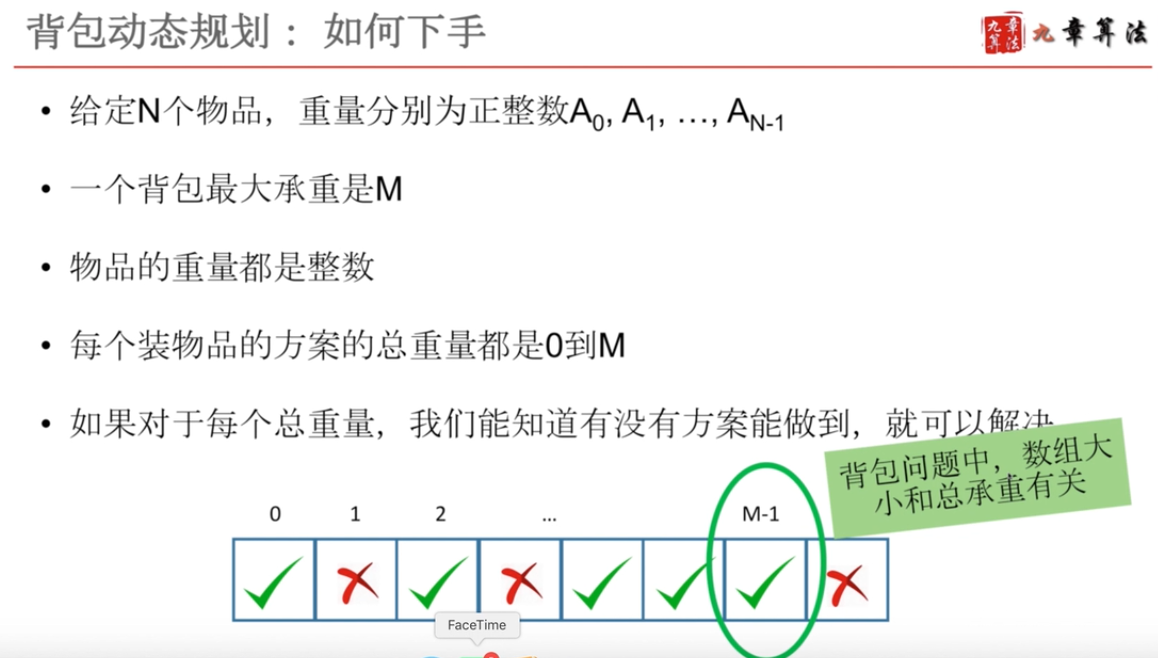 背包动态规划：如何下手
九章算法
九章算法
• 给定N个物品，重量分别为正整数A0, A1, …, AN-1
• 一个背包最大承重是M
• 物品的重量都是整数
• 每个装物品的方案的总重量都是0到M
• 如果对于每个总重量，我们能知道有没有方案能做到，就可以解决
背包问题中，数组大
小和总承重有关
0 1 2 ... M-1
FaceTime